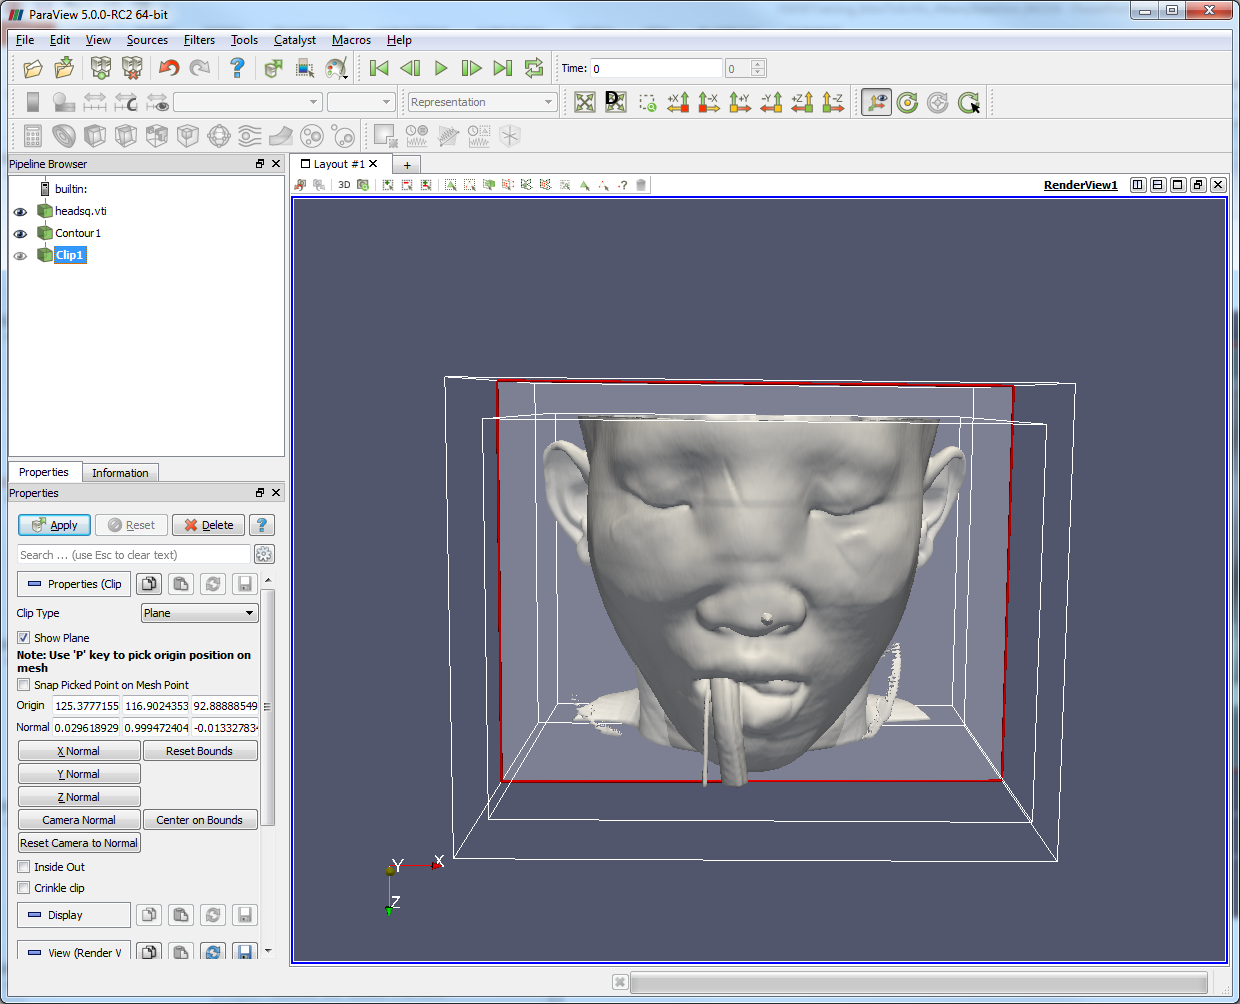 ParaView 5.0.0-RC2 64-bit
File Edit View Sources Filters Tools Catalyst Macros Help
Time: 0 0
Representation
D +X -X +Y -Y +Z -Z
Pipeline Browser
Layout #1
+
builtin:
3D
RenderView1
headsq.vti
Contour1
Clip1
Properties Information
Properties
Apply Reset Delete ?
Search ... (use Esc to clear text)
Properties (Clip
Clip Type Plane
Show Plane
Note: Use 'P' key to pick origin position on
mesh
Snap Picked Point on Mesh Point
Origin 125.3777155 116.9024353 92.88888549
Normal 0.029618929 0.999472404 -0.01332783
X Normal Reset Bounds
Y Normal
Z Normal
Camera Normal Center on Bounds
Reset Camera to Normal
Inside Out
Crinkle clip
Display
View (Render V
Y X
Z